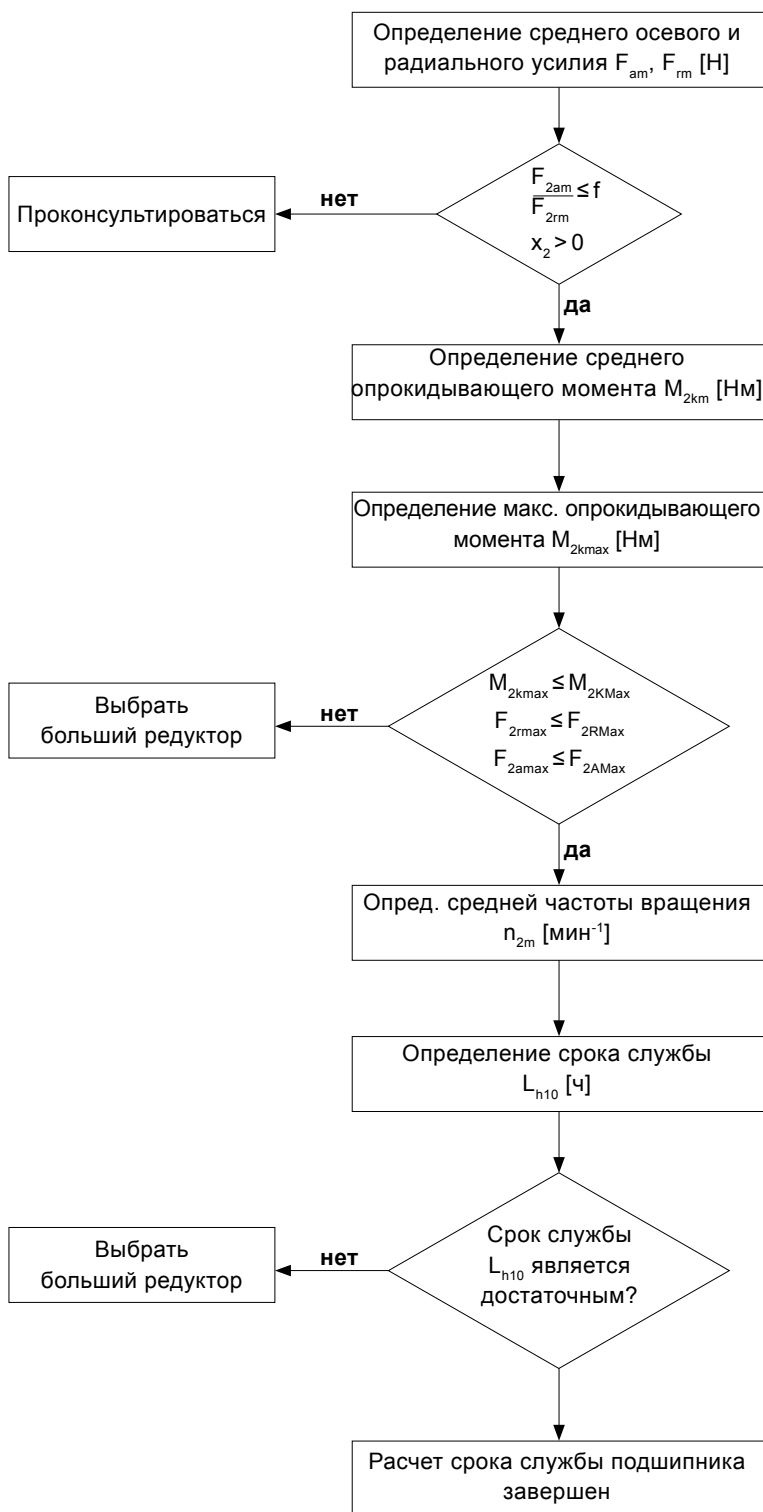 Определение среднего осевого и
радиального усилия F_am, F_rm [Н]
F_2am
F_2rm
≤ f
x_2 > 0
нет
Проконсультироваться
да
Определение среднего
опрокидывающего момента M_2km [Нм]
Определение макс. опрокидывающего
момента M_2kmax [Нм]
M_2kmax ≤ M_2KMax
F_2rmax ≤ F_2RMax
F_2amax ≤ F_2AMax
нет
Выбрать
больший редуктор
да
Опред. средней частоты вращения
n_2m [мин⁻¹]
Определение срока службы
L_h10 [ч]
Срок службы
L_h10 является
достаточным?
нет
Выбрать
больший редуктор
Расчет срока службы подшипника
завершен